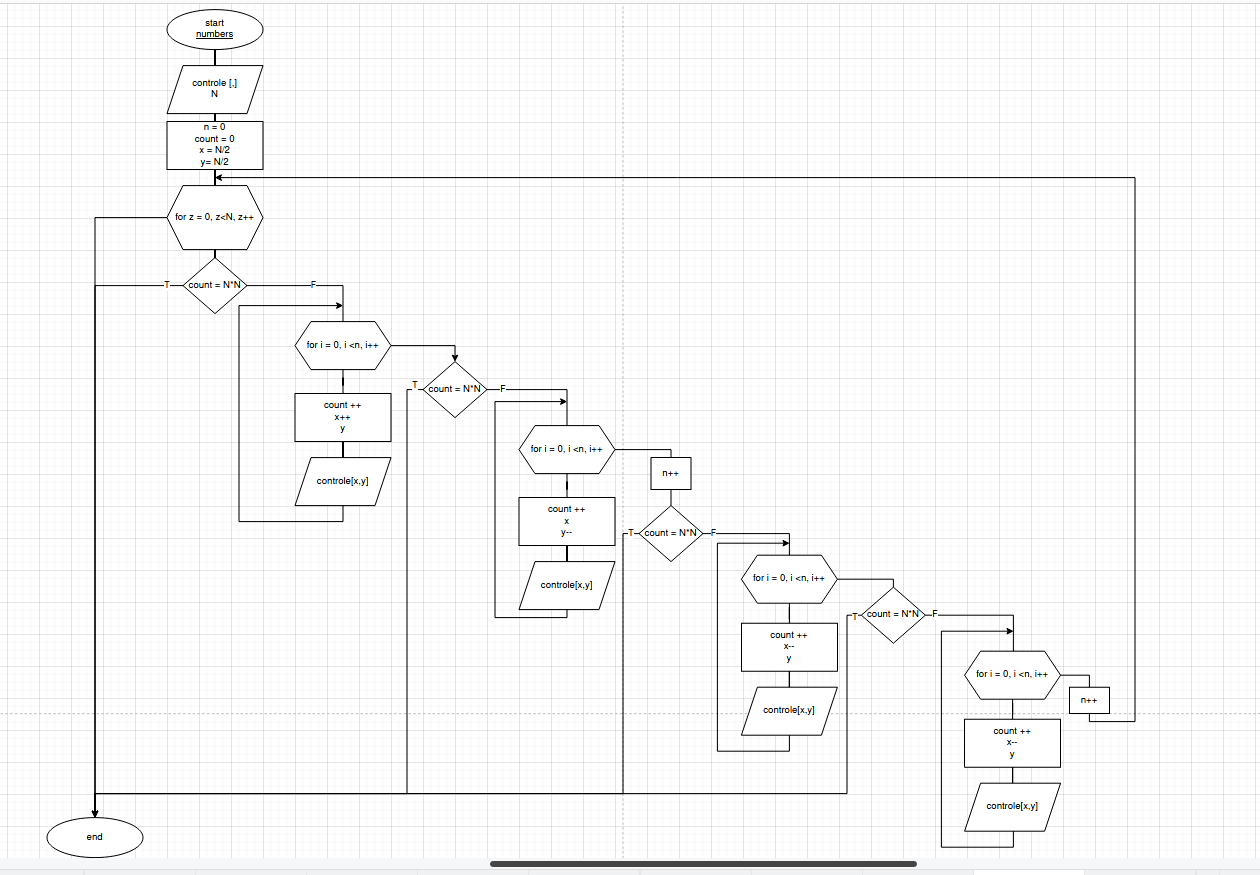 start
numbers
controle [,]
N
n = 0
count = 0
x = N/2
y= N/2
for z = 0, z<N, z++
T
count = N*N
F
for i = 0, i <n, i++
count ++
x++
y
controle[x,y]
T
count = N*N
F
for i = 0, i <n, i++
count ++
x
y--
controle[x,y]
n++
T
count = N*N
F
for i = 0, i <n, i++
count ++
x--
y
controle[x,y]
T
count = N*N
F
for i = 0, i <n, i++
count ++
x--
y
controle[x,y]
n++
end